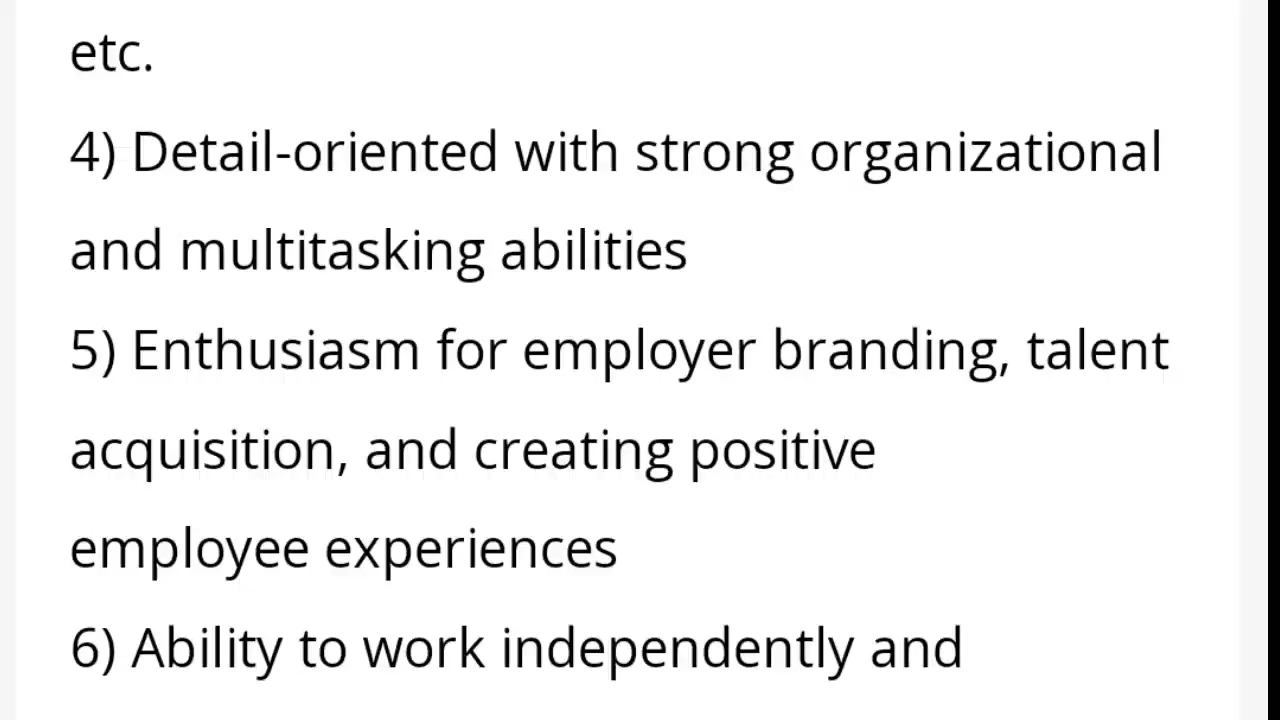 etc.
4) Detail-oriented with strong organizational
and multitasking abilities
5) Enthusiasm for employer branding, talent
acquisition, and creating positive
employee experiences
6) Ability to work independently and